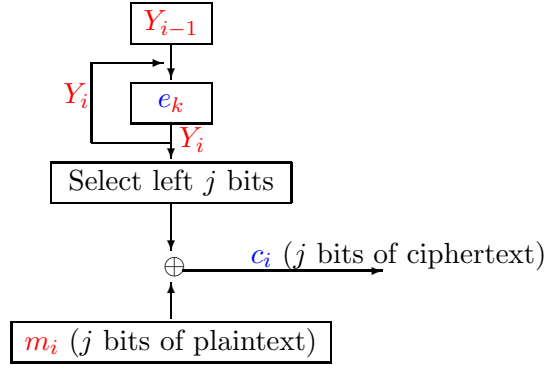 Y_{i−1}
Y_i
e_k
Y_i
Select left j bits
⊕
c_i (j bits of ciphertext)
m_i (j bits of plaintext)